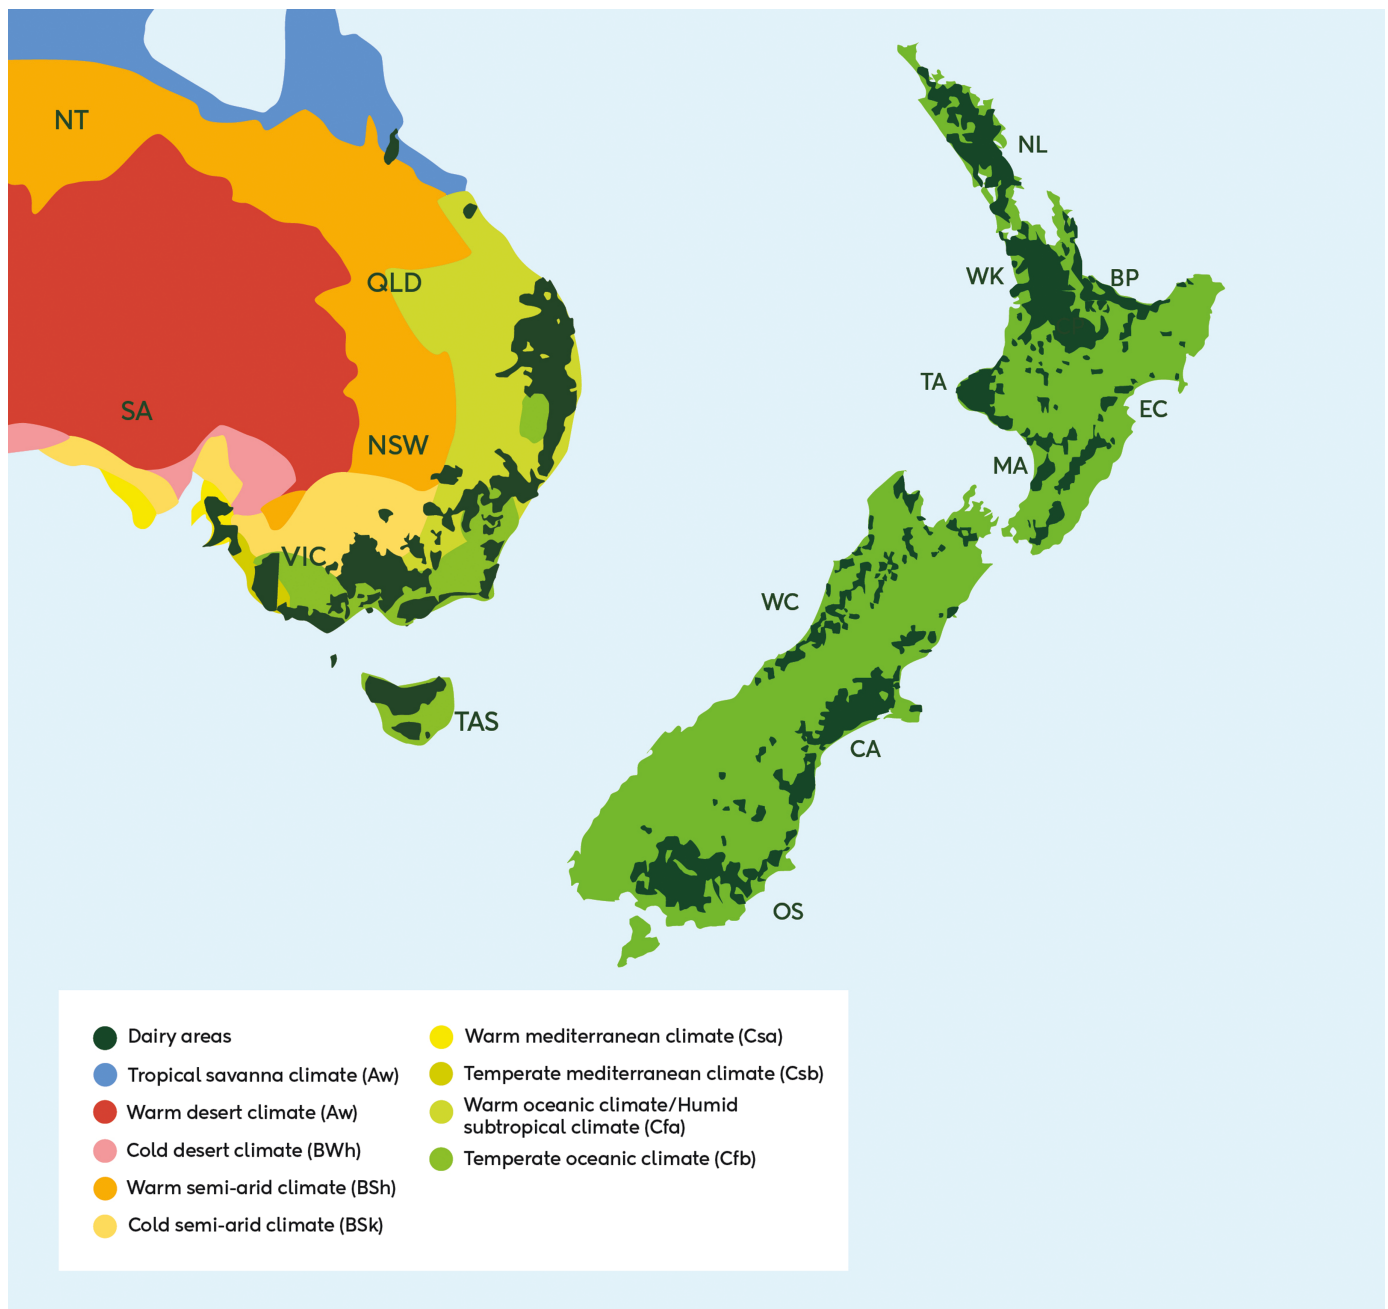 NT
NL
QLD
WK
BP
TA
SA
EC
NSW
MA
VIC
WC
TAS
CA
OS
Dairy areas
Tropical savanna climate (Aw)
Warm desert climate (Aw)
Cold desert climate (BWh)
Warm semi-arid climate (BSh)
Cold semi-arid climate (BSk)
Warm mediterranean climate (Csa)
Temperate mediterranean climate (Csb)
Warm oceanic climate/Humid
subtropical climate (Cfa)
Temperate oceanic climate (Cfb)